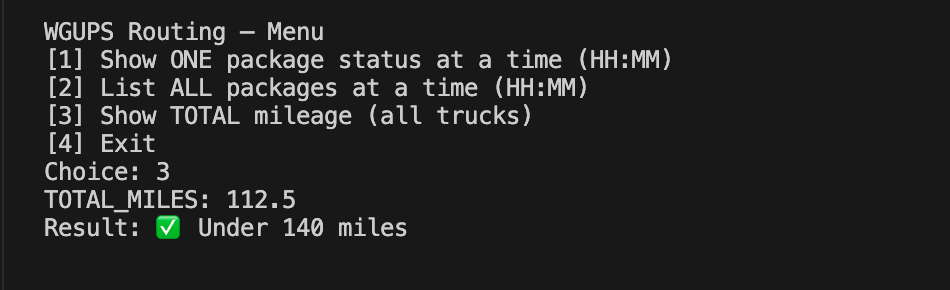 WGUPS Routing — Menu
[1] Show ONE package status at a time (HH:MM)
[2] List ALL packages at a time (HH:MM)
[3] Show TOTAL mileage (all trucks)
[4] Exit
Choice: 3
TOTAL_MILES: 112.5
Result: ✅ Under 140 miles